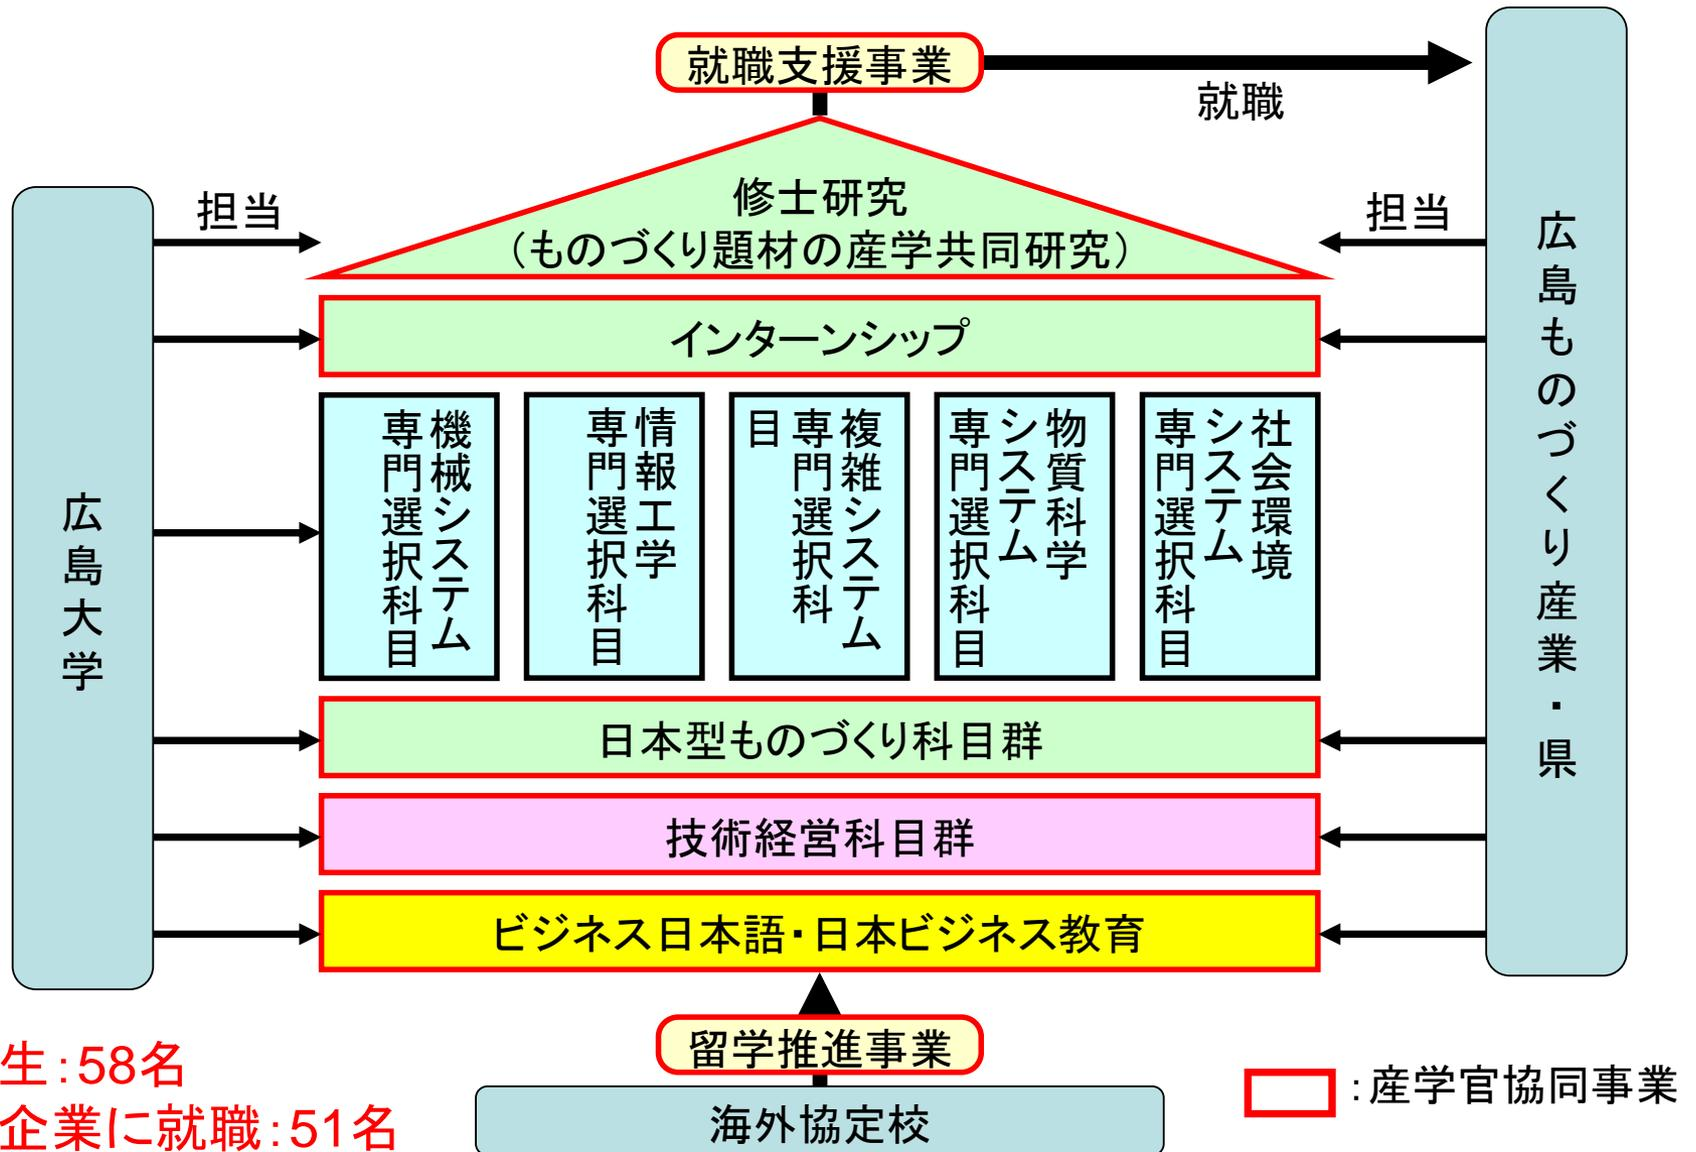 就職支援事業
就職
担当
修士研究
（ものづくり題材の産学共同研究）
担当
インターンシップ
機械システム
専門選択科目
情報工学
専門選択科目
複雑システム
専門選択科
目
物質科学
システム
専門選択科目
社会環境
システム
専門選択科目
広島大学
広島ものづくり産業・県
日本型ものづくり科目群
技術経営科目群
ビジネス日本語・日本ビジネス教育
留学推進事業
海外協定校
生：58名
企業に就職：51名
：産学官協同事業